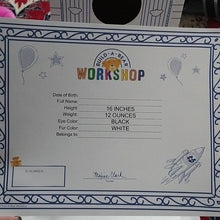 BUILD-A-BEAR
WORKSHOP
Date of Birth:
Full Name:
Height: 16 INCHES
Weight: 12 OUNCES
Eye Color: BLACK
Fur Color: WHITE
Belongs to: